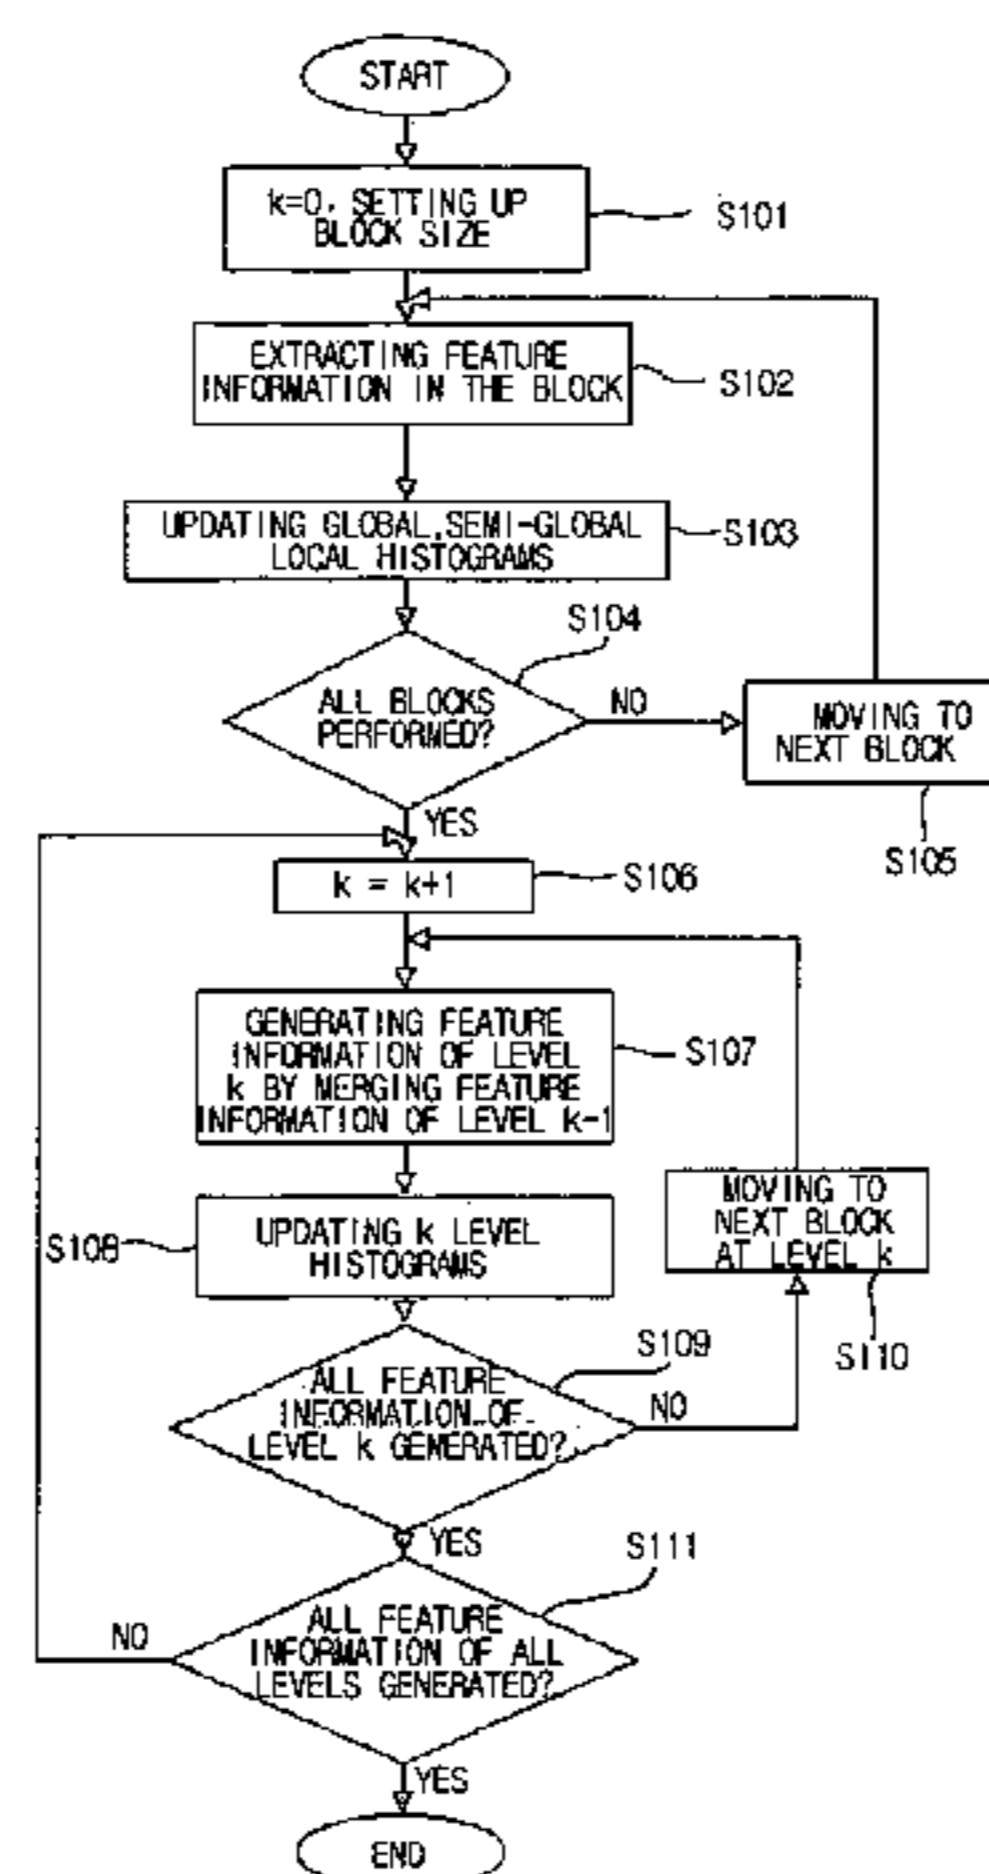 START
k=0, SETTING UP
BLOCK SIZE
S101
EXTRACTING FEATURE
INFORMATION IN THE BLOCK
S102
UPDATING GLOBAL,SEMI-GLOBAL
LOCAL HISTOGRAMS
S103
S104
ALL BLOCKS
PERFORMED?
NO
MOVING TO
NEXT BLOCK
S105
YES
k = k+1
S106
GENERATING FEATURE
INFORMATION OF LEVEL
k BY MERGING FEATURE
INFORMATION OF LEVEL k-1
S107
S108
UPDATING k LEVEL
HISTOGRAMS
MOVING TO
NEXT BLOCK
AT LEVEL k
S110
S109
ALL FEATURE
INFORMATION OF
LEVEL k GENERATED?
NO
YES
S111
ALL FEATURE
INFORMATION OF ALL
LEVELS GENERATED?
NO
YES
END